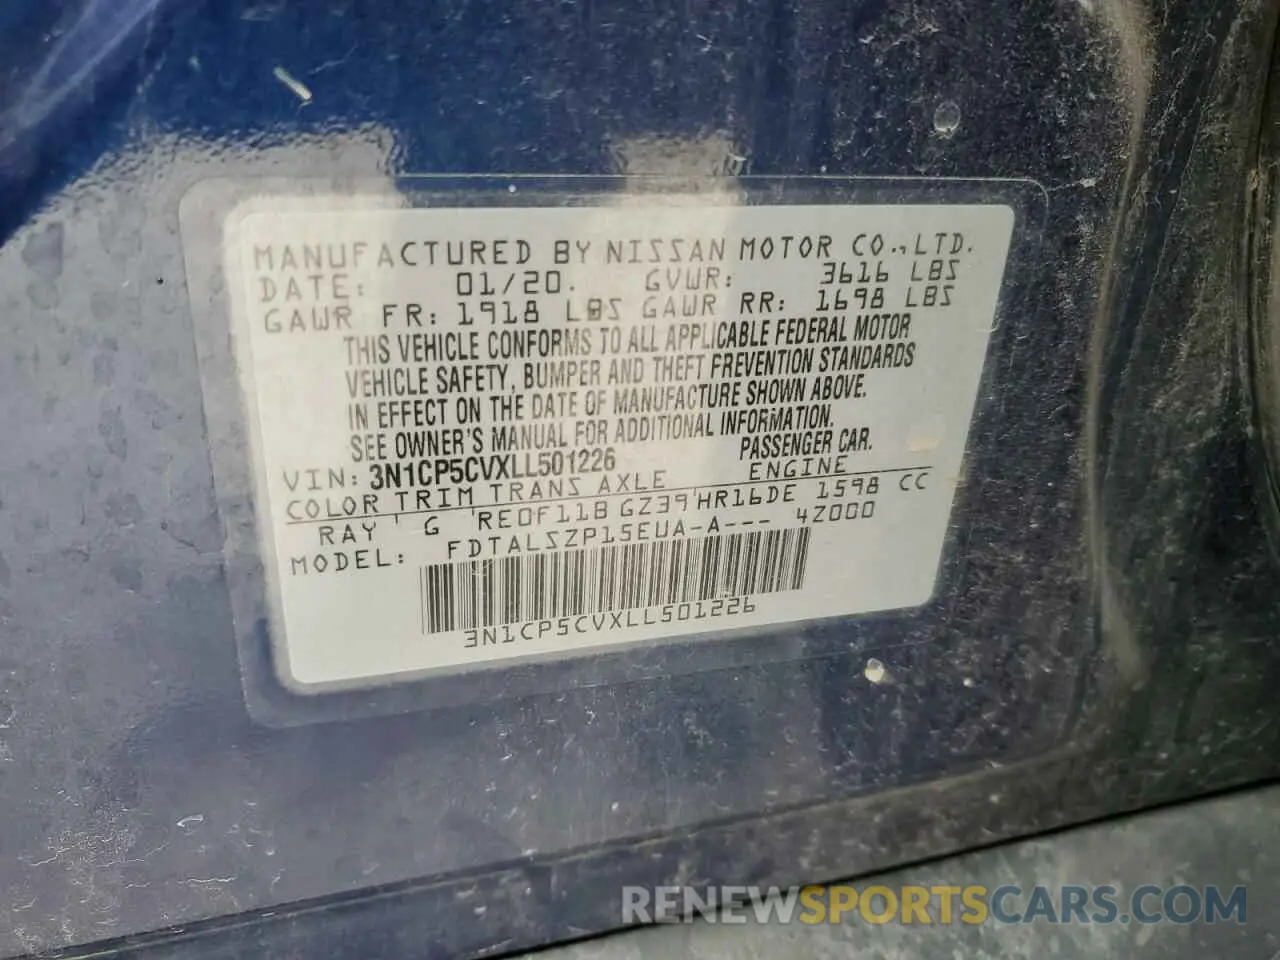 MANUFACTURED BY NISSAN MOTOR CO.,LTD.
DATE: 01/20. GVWR: 3616 LBS
GAWR FR: 1918 LBS GAWR RR: 1698 LBS
THIS VEHICLE CONFORMS TO ALL APPLICABLE FEDERAL MOTOR
VEHICLE SAFETY, BUMPER AND THEFT PREVENTION STANDARDS
IN EFFECT ON THE DATE OF MANUFACTURE SHOWN ABOVE.
SEE OWNER'S MANUAL FOR ADDITIONAL INFORMATION.
VIN: 3N1CP5CVXLL501226 PASSENGER CAR.
COLOR TRIM TRANS AXLE ENGINE
RAY ' G 'RE0F11B GZ39'HR16DE 1598 CC
MODEL: FDTALSZP15EUA-A--- 4Z000
3N1CP5CVXLL501226
RENEWSPORTSCARS.COM